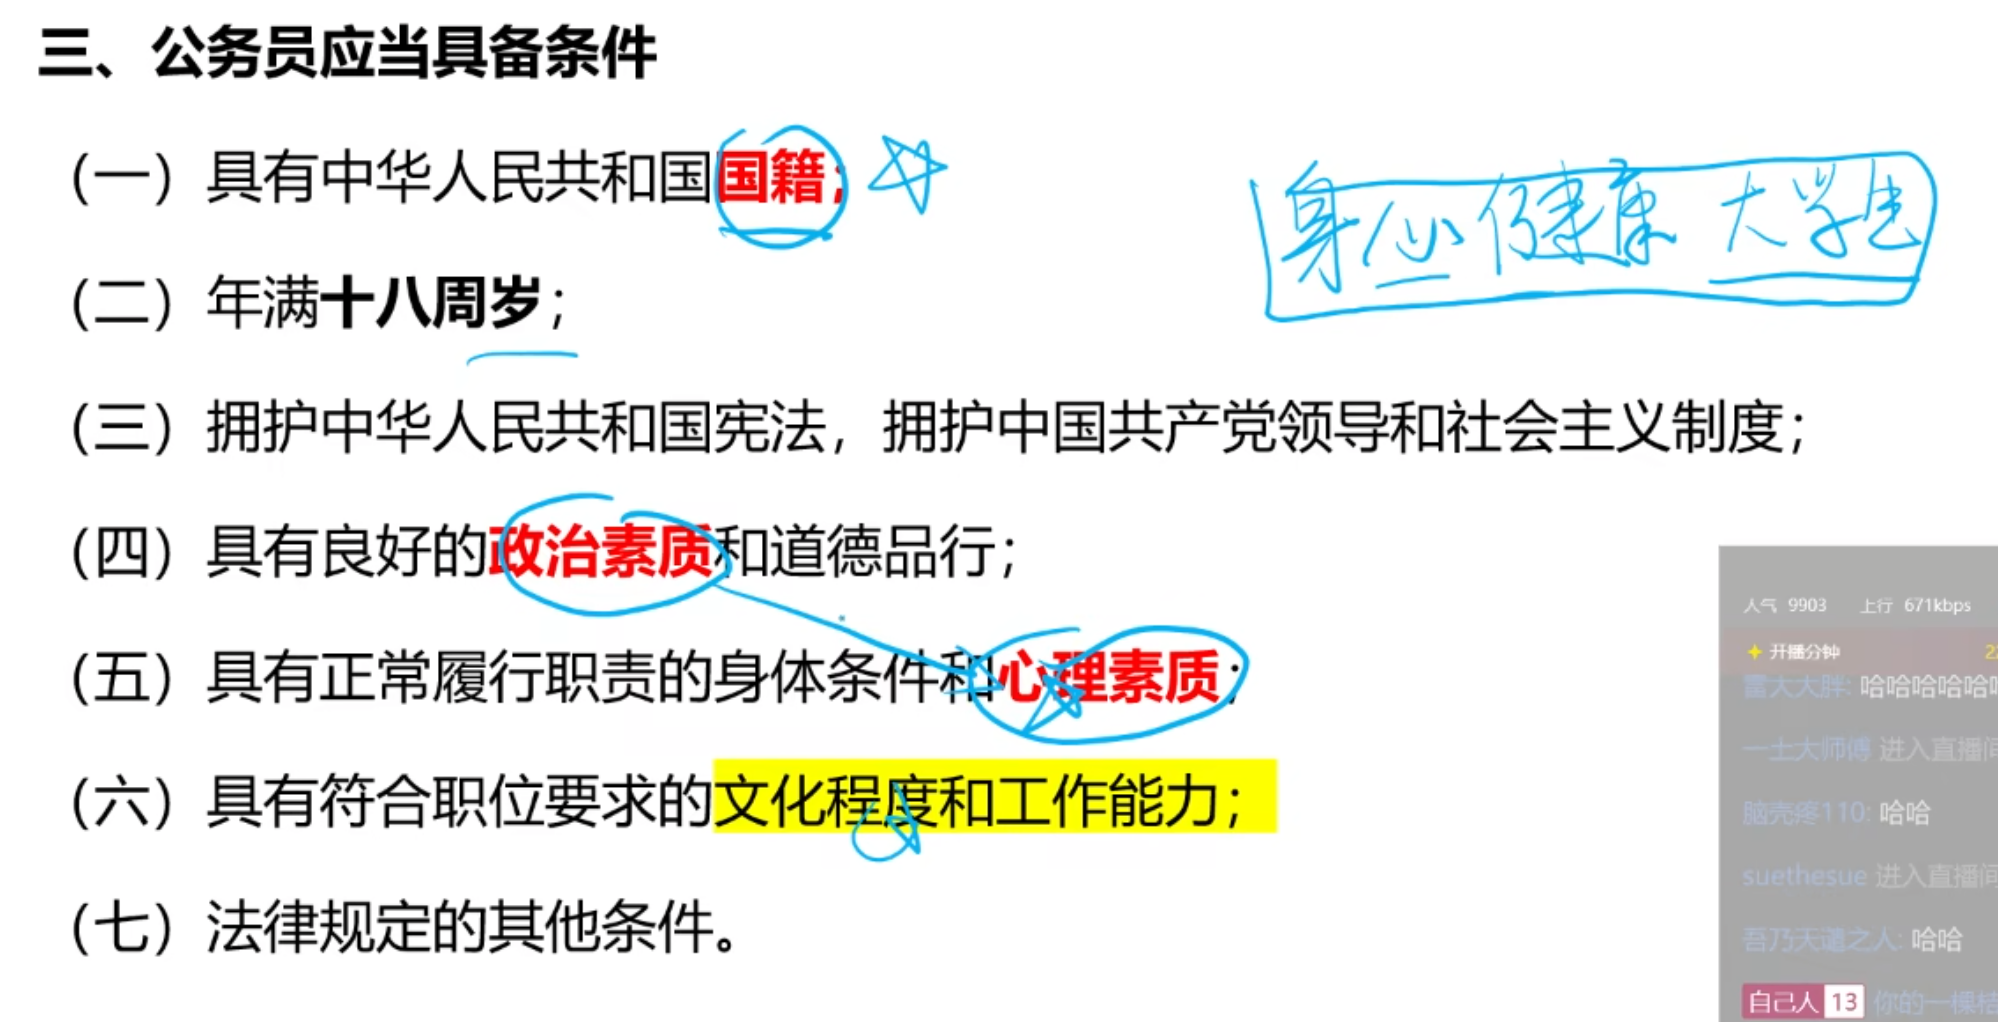 三、公务员应当具备条件
（一）具有中华人民共和国国籍；
身心健康 大学生
（二）年满十八周岁；
（三）拥护中华人民共和国宪法，拥护中国共产党领导和社会主义制度；
（四）具有良好的政治素质和道德品行；
（五）具有正常履行职责的身体条件和心理素质；
（六）具有符合职位要求的文化程度和工作能力；
（七）法律规定的其他条件。
人气 9903 上行 671kbps
开播分钟
雷大大胖: 哈哈哈哈哈
一土大师傅 进入直播间
脑壳疼110: 哈哈
suethesue 进入直播间
吾乃天谴之人: 哈哈
自己人 13 你的一棵桔